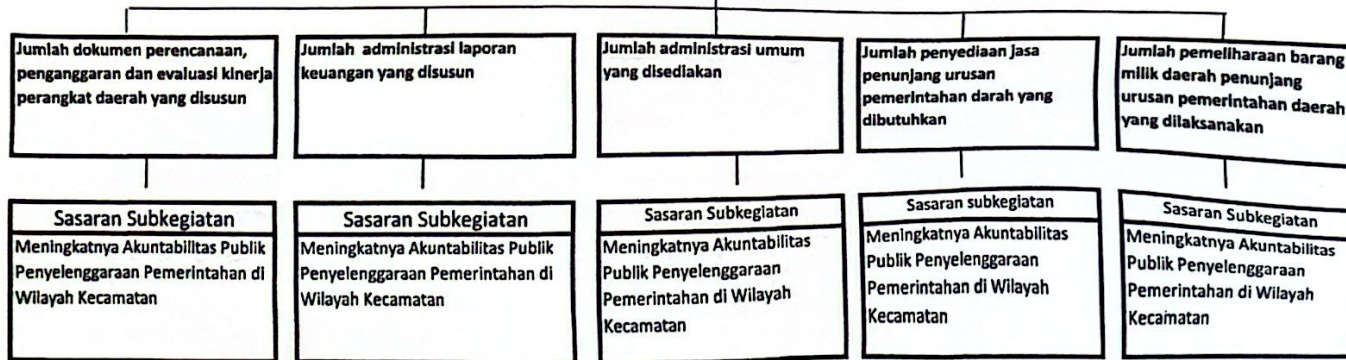 Jumlah dokumen perencanaan,
penganggaran dan evaluasi kinerja
perangkat daerah yang disusun
Jumlah administrasi laporan
keuangan yang disusun
Jumlah administrasi umum
yang disediakan
Jumlah penyediaan jasa
penunjang urusan
pemerintahan darah yang
dibutuhkan
Jumlah pemeliharaan barang
milik daerah penunjang
urusan pemerintahan daerah
yang dilaksanakan
Sasaran Subkegiatan
Meningkatnya Akuntabilitas Publik
Penyelenggaraan Pemerintahan di
Wilayah Kecamatan
Sasaran Subkegiatan
Meningkatnya Akuntabilitas Publik
Penyelenggaraan Pemerintahan di
Wilayah Kecamatan
Sasaran Subkegiatan
Meningkatnya Akuntabilitas
Publik Penyelenggaraan
Pemerintahan di Wilayah
Kecamatan
Sasaran subkegiatan
Meningkatnya Akuntabilitas
Publik Penyelenggaraan
Pemerintahan di Wilayah
Kecamatan
Sasaran Subkegiatan
Meningkatnya Akuntabilitas
Publik Penyelenggaraan
Pemerintahan di Wilayah
Kecamatan